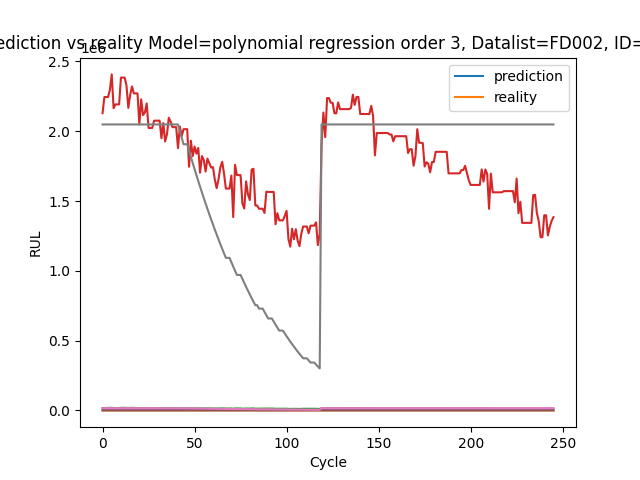 ediction vs reality Model=polynomial regression order 3, Datalist=FD002, ID=
1e6
2.5
2.0
1.5
1.0
0.5
0.0
RUL
prediction
reality
0 50 100 150 200 250
Cycle